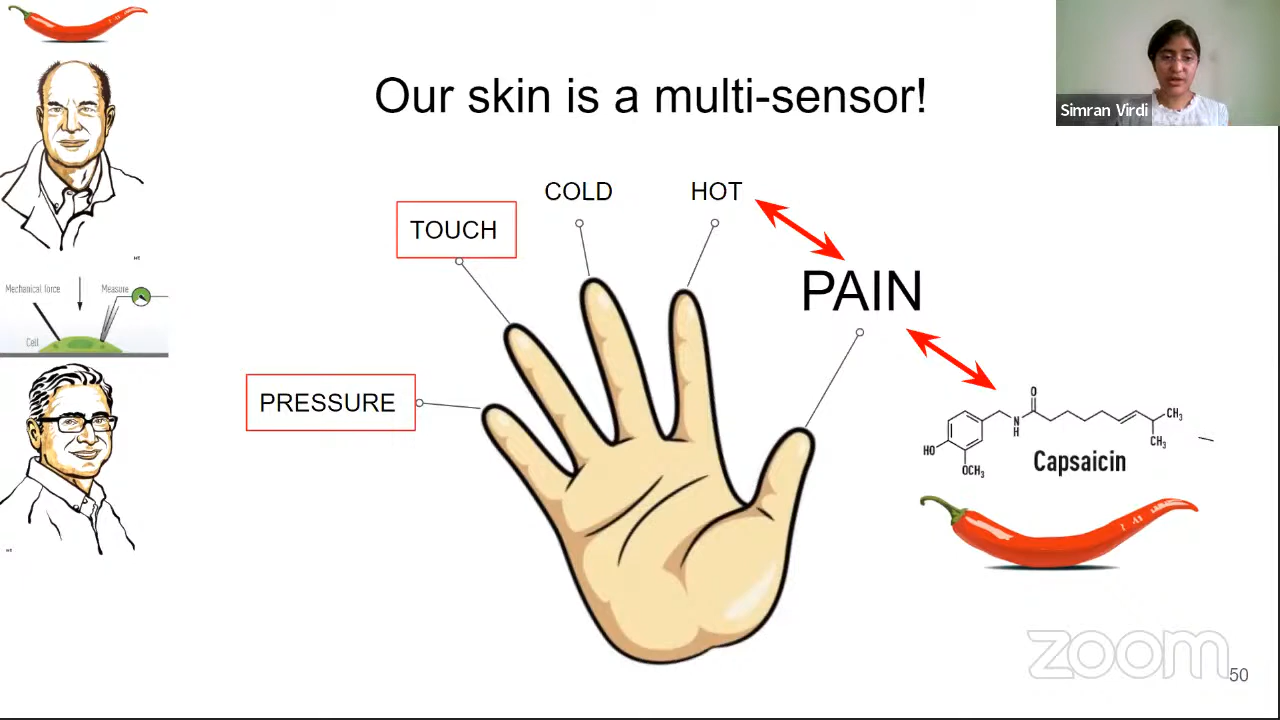 Our skin is a multi-sensor!
Simran Virdi
COLD
HOT
TOUCH
PAIN
Mechanical force
Measure
Cell
PRESSURE
O
N
H
HO
OCH₃
CH₃
CH₃
Capsaicin
zoom
50